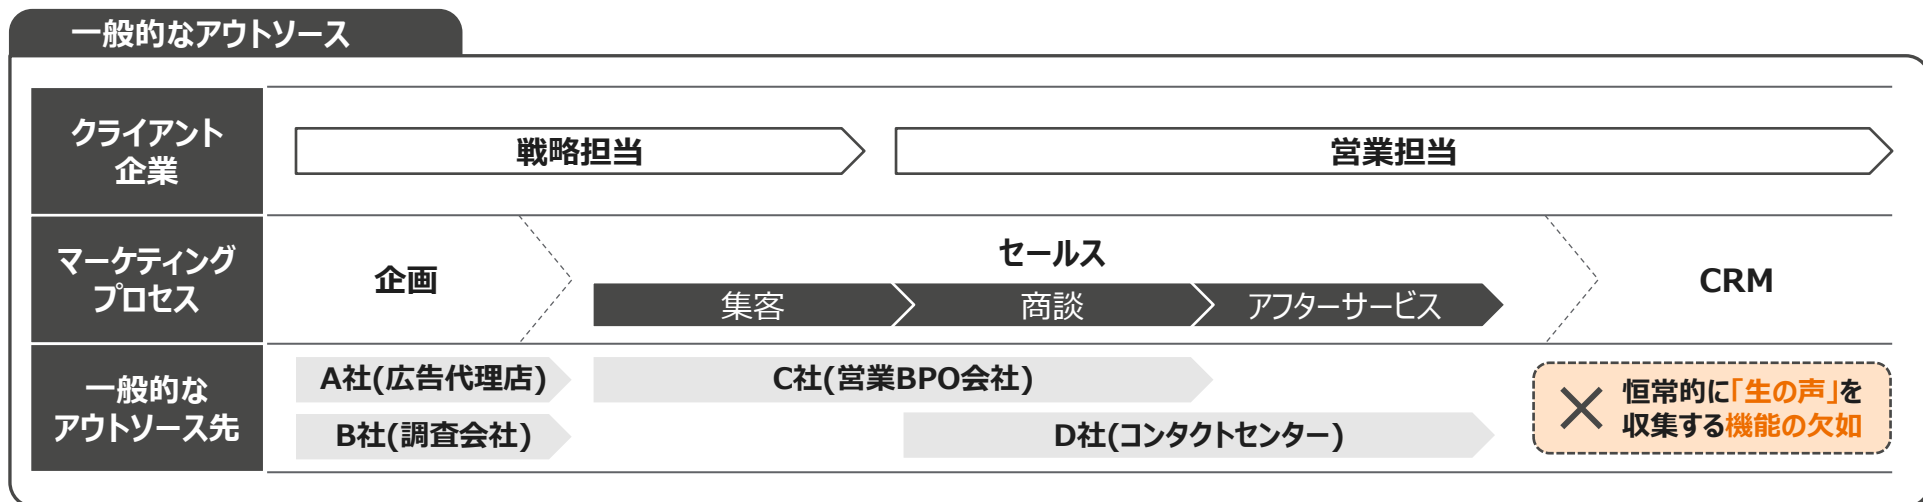 一般的なアウトソース
クライアント
企業
戦略担当
営業担当
マーケティング
プロセス
企画
セールス
集客
商談
アフターサービス
CRM
一般的な
アウトソース先
A社(広告代理店)
B社(調査会社)
C社(営業BPO会社)
D社(コンタクトセンター)
恒常的に「生の声」を
収集する機能の欠如